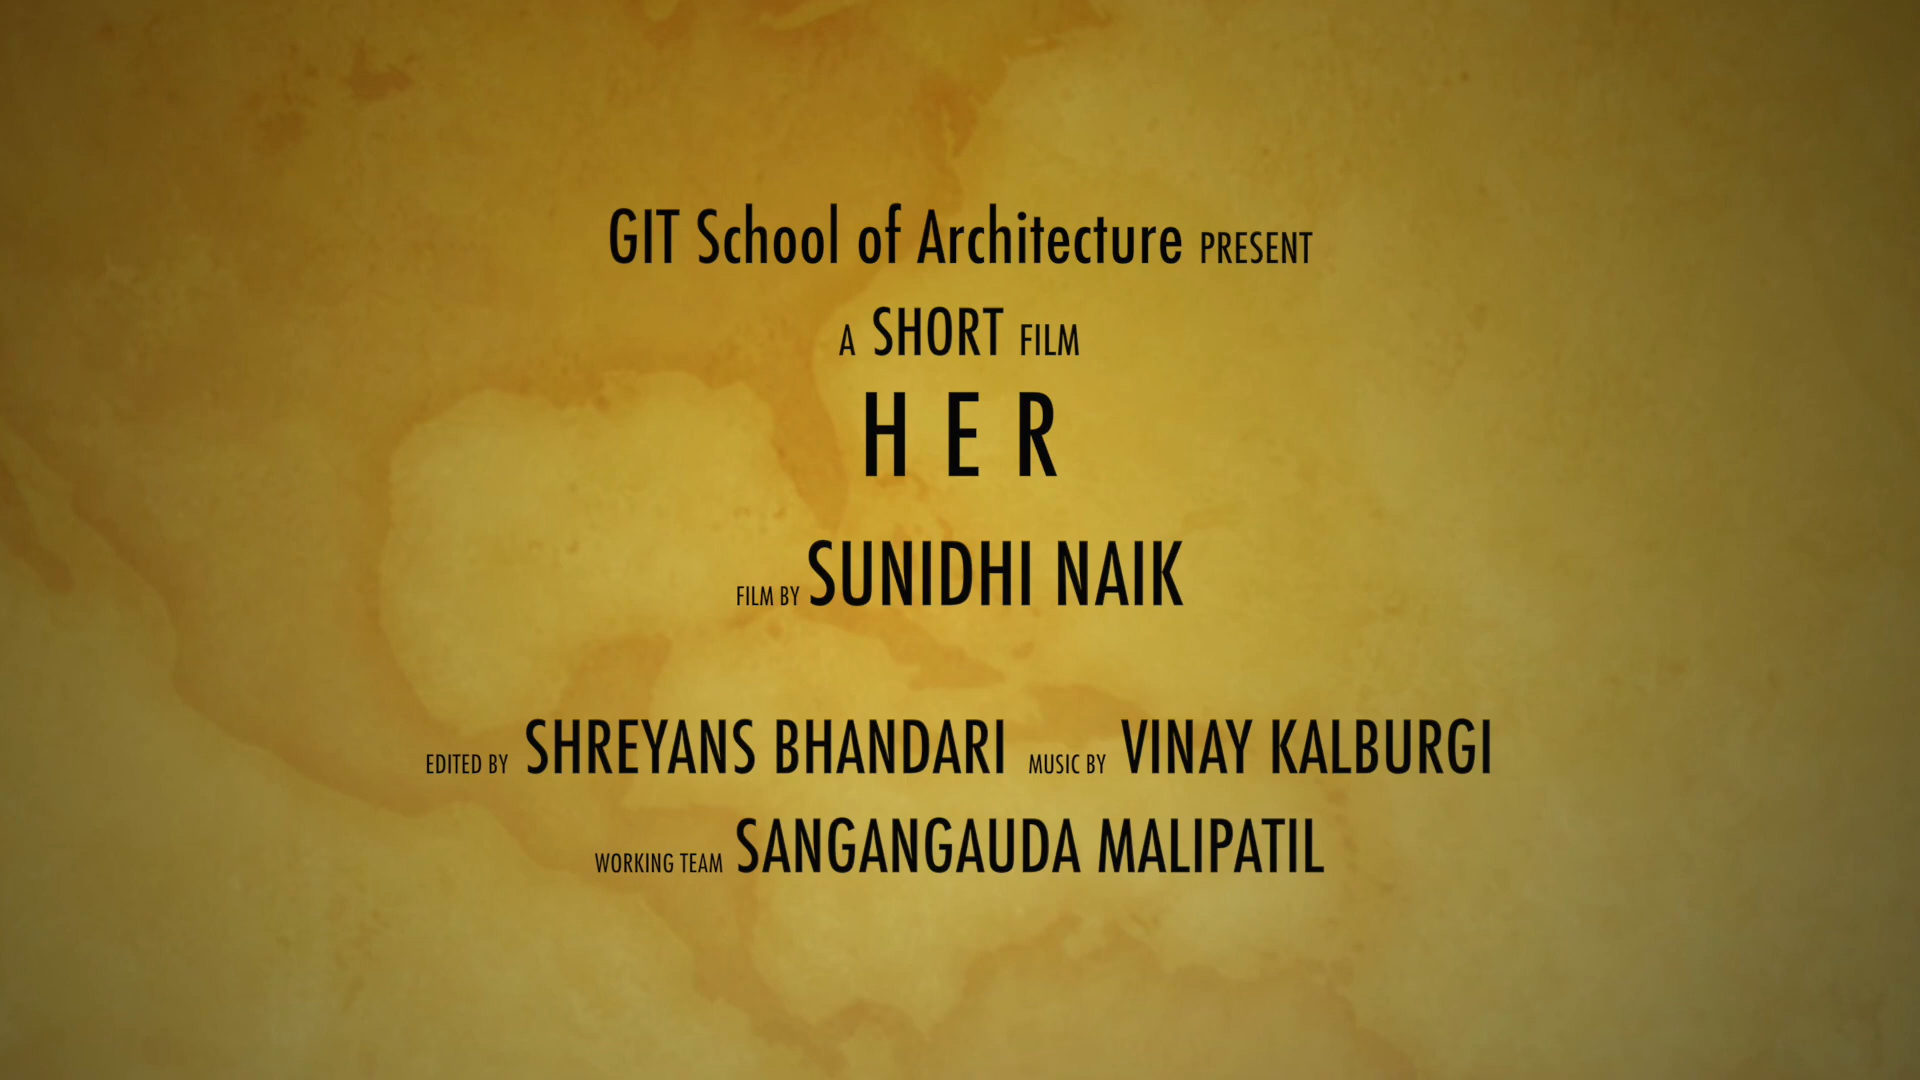 GIT School of Architecture PRESENT
A SHORT FILM
H E R
FILM BY SUNIDHI NAIK
EDITED BY SHREYANS BHANDARI MUSIC BY VINAY KALBURGI
WORKING TEAM SANGANGAUDA MALIPATIL